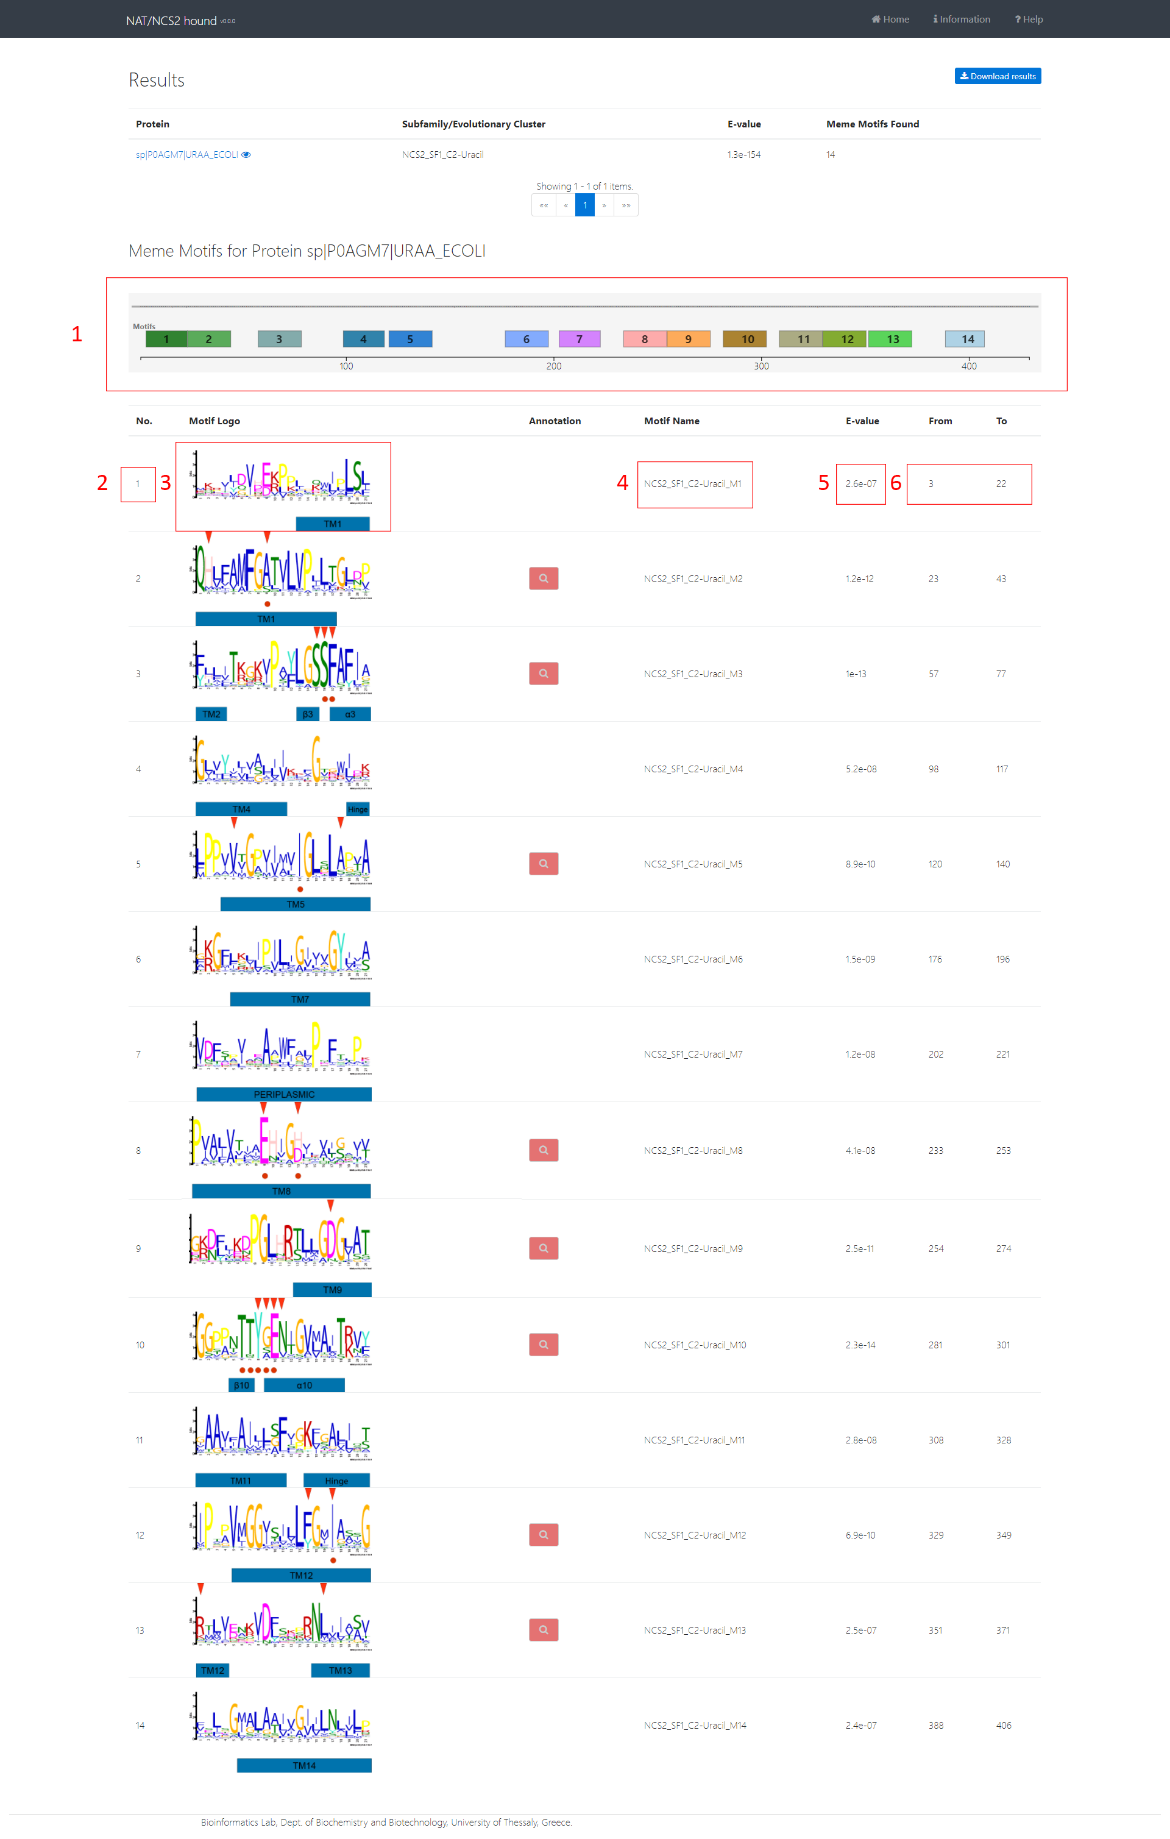 NAT/NCS2 hound v0.0.0 Home Information Help
Results Download results
Protein Subfamily/Evolutionary Cluster E-value Meme Motifs Found
sp|P0AGM7|URAA_ECOLI NCS2_SF1_C2-Uracil 1.3e-154 14
Showing 1 - 1 of 1 items.
«« « 1 » »»
Meme Motifs for Protein sp|P0AGM7|URAA_ECOLI
1
Motifs
1 2 3 4 5 6 7 8 9 10 11 12 13 14
100 200 300 400
No. Motif Logo Annotation Motif Name E-value From To
2 1 3 4 NCS2_SF1_C2-Uracil_M1 5 2.6e-07 6 3 22
TM1
2 NCS2_SF1_C2-Uracil_M2 1.2e-12 23 43
TM1
3 NCS2_SF1_C2-Uracil_M3 1e-13 57 77
TM2 β3 α3
4 NCS2_SF1_C2-Uracil_M4 5.2e-08 98 117
TM4 Hinge
5 NCS2_SF1_C2-Uracil_M5 8.9e-10 120 140
TM5
6 NCS2_SF1_C2-Uracil_M6 1.5e-09 176 196
TM7
7 NCS2_SF1_C2-Uracil_M7 1.2e-08 202 221
PERIPLASMIC
8 NCS2_SF1_C2-Uracil_M8 4.1e-08 233 253
TM8
9 NCS2_SF1_C2-Uracil_M9 2.5e-11 254 274
TM9
10 NCS2_SF1_C2-Uracil_M10 2.3e-14 281 301
β10 α10
11 NCS2_SF1_C2-Uracil_M11 2.8e-08 308 328
TM11 Hinge
12 NCS2_SF1_C2-Uracil_M12 6.9e-10 329 349
TM12
13 NCS2_SF1_C2-Uracil_M13 2.5e-07 351 371
TM12 TM13
14 NCS2_SF1_C2-Uracil_M14 2.4e-07 388 406
TM14
Bioinformatics Lab, Dept. of Biochemistry and Biotechnology, University of Thessaly, Greece.